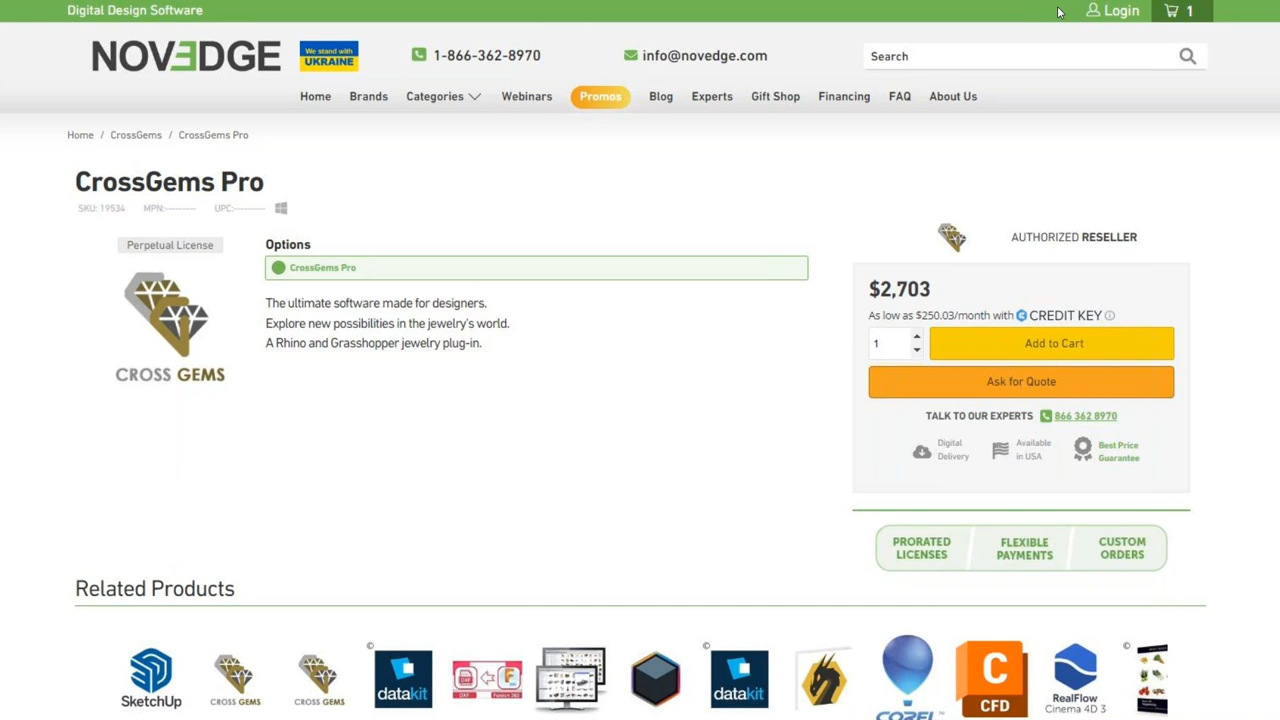 Digital Design Software
Login
1
NOVEDGE
We stand with
UKRAINE
1-866-362-8970
info@novedge.com
Search
Home
Brands
Categories
Webinars
Promos
Blog
Experts
Gift Shop
Financing
FAQ
About Us
Home / CrossGems / CrossGems Pro
CrossGems Pro
SKU: 19534 MPN:--------- UPC:---------
Perpetual License
CROSS GEMS
Options
CrossGems Pro
The ultimate software made for designers.
Explore new possibilities in the jewelry's world.
A Rhino and Grasshopper jewelry plug-in.
AUTHORIZED RESELLER
$2,703
As low as $250.03/month with CREDIT KEY
1
Add to Cart
Ask for Quote
TALK TO OUR EXPERTS 866 362 8970
Digital
Delivery
Available
in USA
Best Price
Guarantee
PRORATED
LICENSES
FLEXIBLE
PAYMENTS
CUSTOM
ORDERS
Related Products
SketchUp
CROSS GEMS
CROSS GEMS
©
datakit
©
datakit
COREL
C
CFD
RealFlow
Cinema 4D 3
©